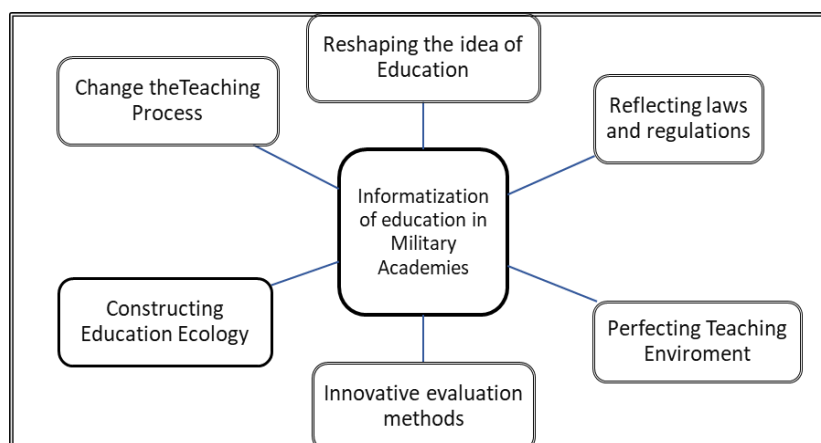 Reshaping the idea of
Education
Change theTeaching
Process
Reflecting laws
and regulations
Informatization
of education in
Military
Academies
Constructing
Education Ecology
Perfecting Teaching
Enviroment
Innovative evaluation
methods